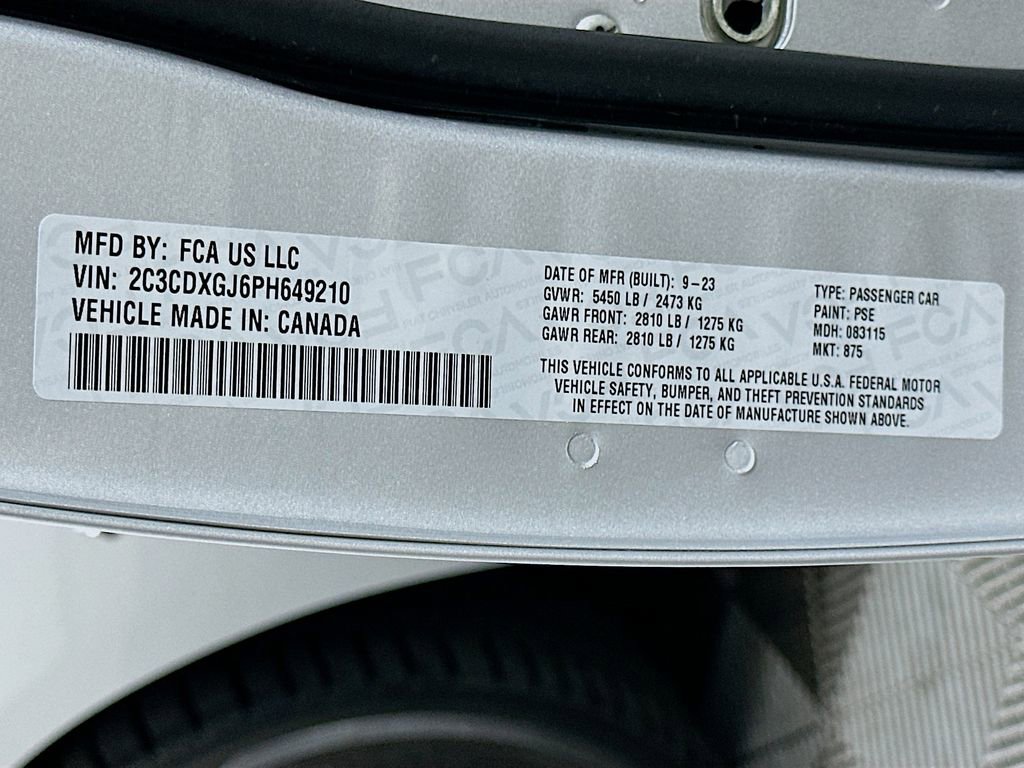 MFD BY: FCA US LLC
VIN: 2C3CDXGJ6PH649210
VEHICLE MADE IN: CANADA
DATE OF MFR (BUILT): 9-23
GVWR: 5450 LB / 2473 KG
GAWR FRONT: 2810 LB / 1275 KG
GAWR REAR: 2810 LB / 1275 KG
TYPE: PASSENGER CAR
PAINT: PSE
MDH: 083115
MKT: 875
THIS VEHICLE CONFORMS TO ALL APPLICABLE U.S.A. FEDERAL MOTOR
VEHICLE SAFETY, BUMPER, AND THEFT PREVENTION STANDARDS
IN EFFECT ON THE DATE OF MANUFACTURE SHOWN ABOVE.